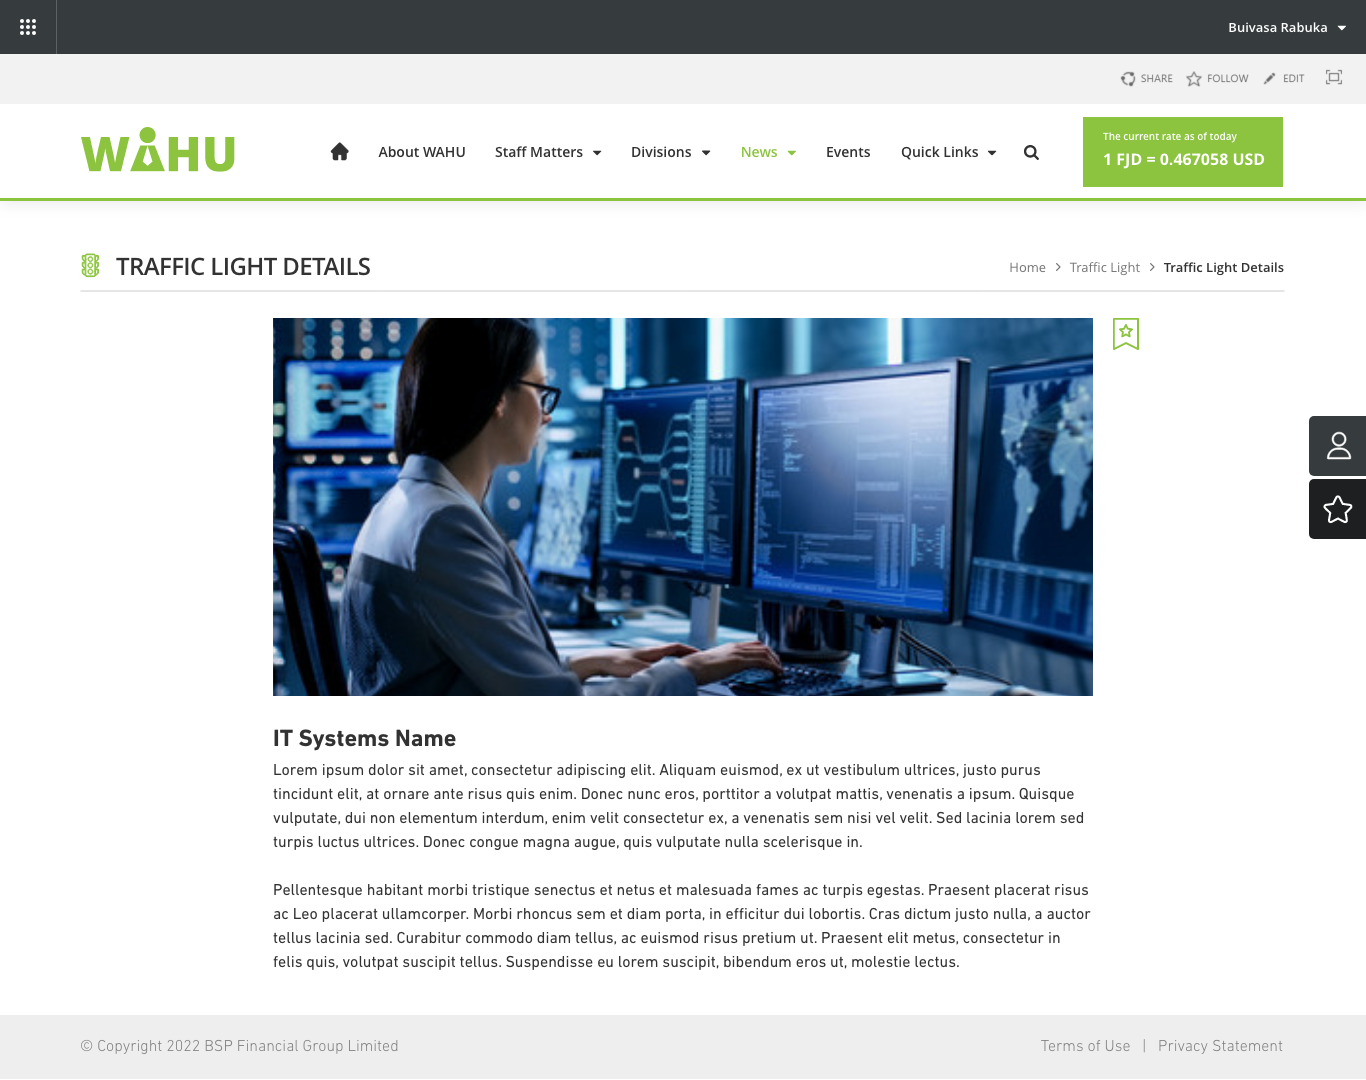 Buivasa Rabuka
SHARE FOLLOW EDIT
WAHU
About WAHU Staff Matters Divisions News Events Quick Links
The current rate as of today
1 FJD = 0.467058 USD
TRAFFIC LIGHT DETAILS
Home > Traffic Light > Traffic Light Details
IT Systems Name
Lorem ipsum dolor sit amet, consectetur adipiscing elit. Aliquam euismod, ex ut vestibulum ultrices, justo purus
tincidunt elit, at ornare ante risus quis enim. Donec nunc eros, porttitor a volutpat mattis, venenatis a ipsum. Quisque
vulputate, dui non elementum interdum, enim velit consectetur ex, a venenatis sem nisi vel velit. Sed lacinia lorem sed
turpis luctus ultrices. Donec congue magna augue, quis vulputate nulla scelerisque in.
Pellentesque habitant morbi tristique senectus et netus et malesuada fames ac turpis egestas. Praesent placerat risus
ac Leo placerat ullamcorper. Morbi rhoncus sem et diam porta, in efficitur dui lobortis. Cras dictum justo nulla, a auctor
tellus lacinia sed. Curabitur commodo diam tellus, ac euismod risus pretium ut. Praesent elit metus, consectetur in
felis quis, volutpat suscipit tellus. Suspendisse eu lorem suscipit, bibendum eros ut, molestie lectus.
© Copyright 2022 BSP Financial Group Limited
Terms of Use | Privacy Statement